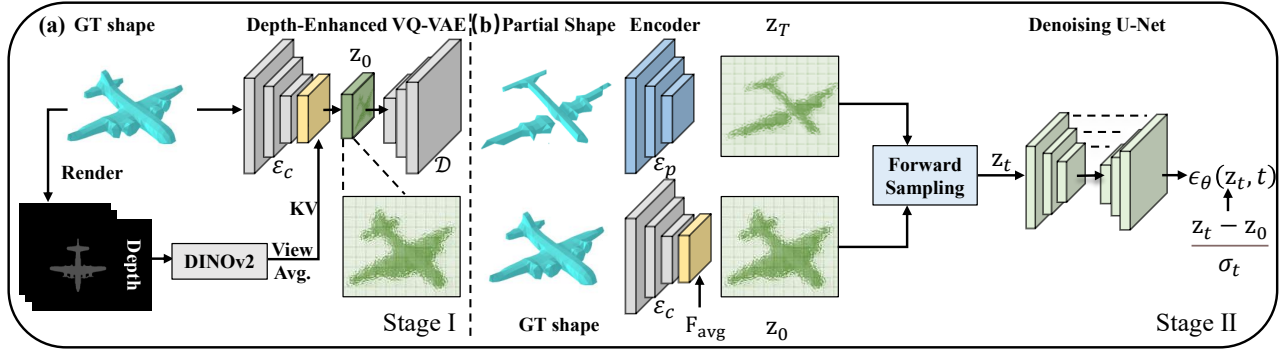 (a) GT shape
Depth-Enhanced VQ-VAE
z_0
ε_c
𝒟
Render
Depth
DINOv2
KV
View
Avg.
Stage I
(b) Partial Shape
Encoder
z_T
Denoising U-Net
ε_p
Forward
Sampling
z_t
ϵ_θ(z_t, t)
z_t − z_0
σ_t
GT shape
ε_c
F_avg
z_0
Stage II